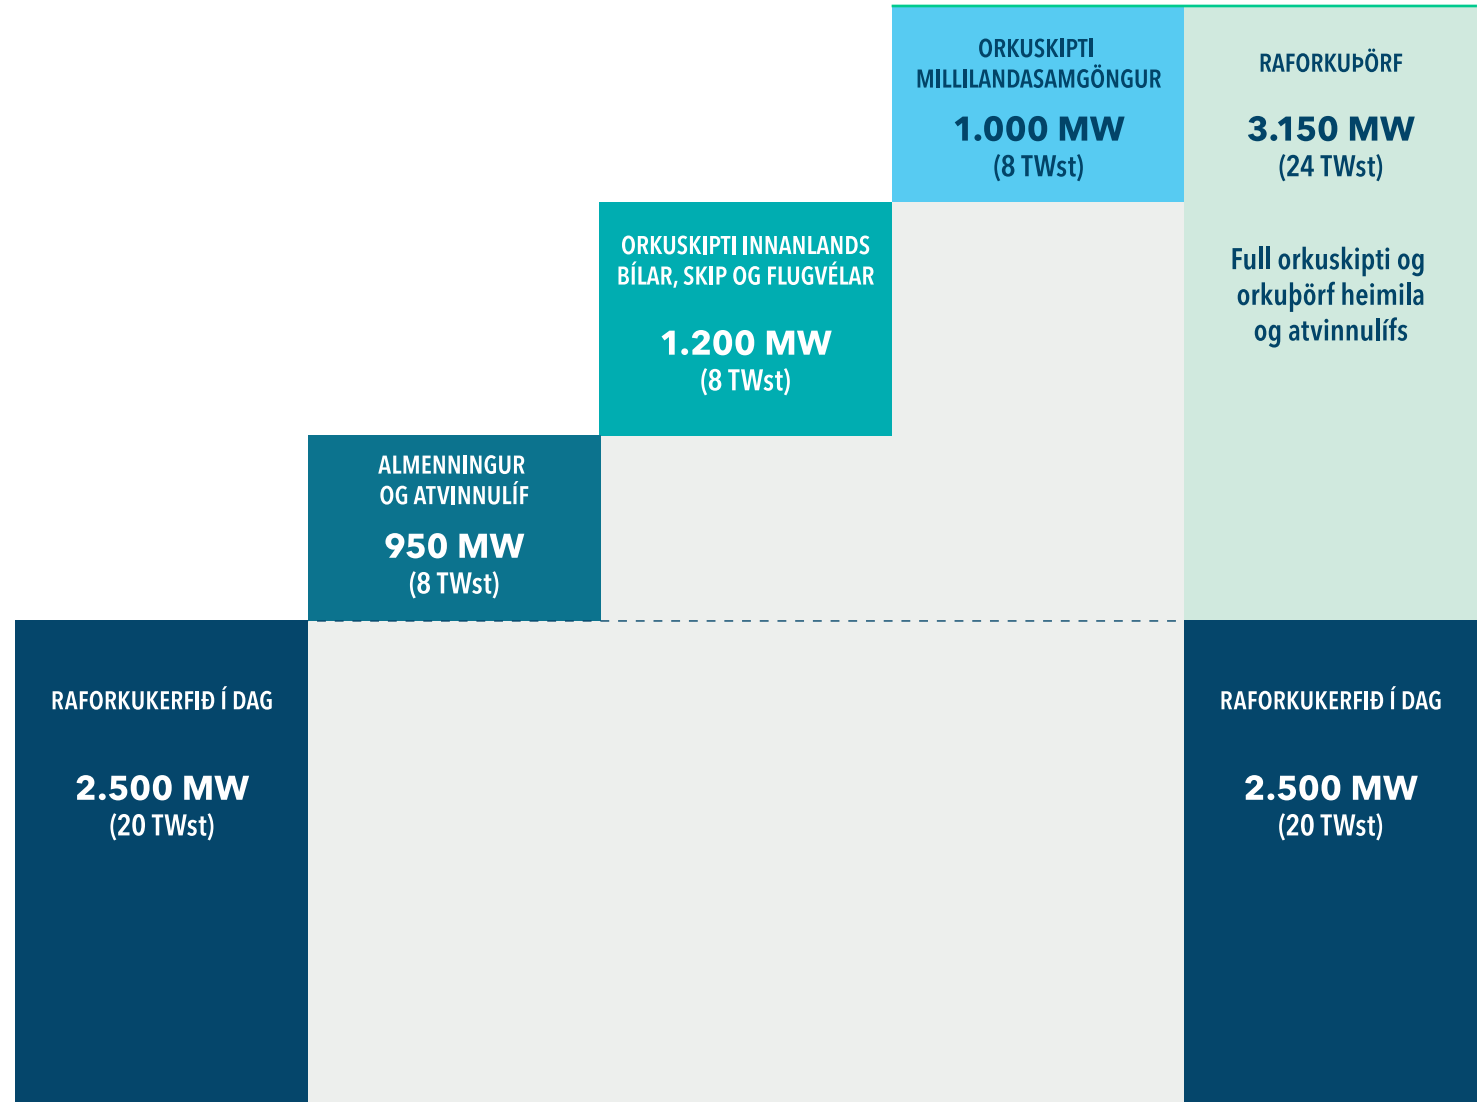 ORKUSKIPTI
MILLILANDASAMGÖNGUR
1.000 MW
(8 TWst)
RAFORKUÞÖRF
3.150 MW
(24 TWst)
Full orkuskipti og
orkuþörf heimila
og atvinnulífs
ORKUSKIPTI INNANLANDS
BÍLAR, SKIP OG FLUGVÉLAR
1.200 MW
(8 TWst)
ALMENNINGUR
OG ATVINNULÍF
950 MW
(8 TWst)
RAFORKUKERFIÐ Í DAG
2.500 MW
(20 TWst)
RAFORKUKERFIÐ Í DAG
2.500 MW
(20 TWst)